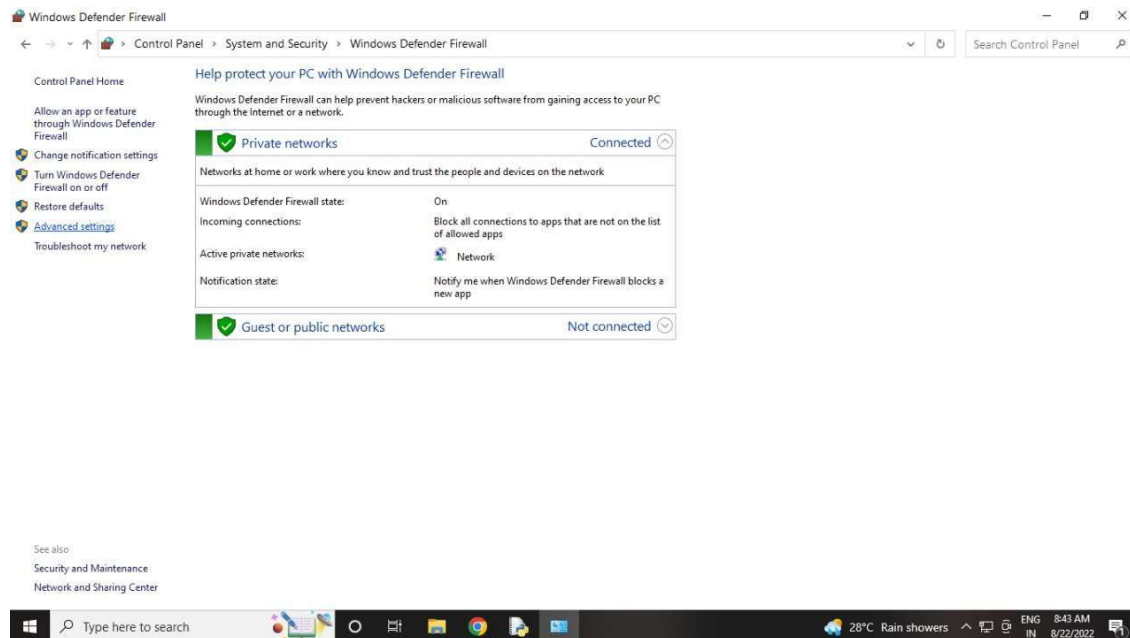 Windows Defender Firewall
Control Panel > System and Security > Windows Defender Firewall
Search Control Panel
Control Panel Home
Allow an app or feature
through Windows Defender
Firewall
Change notification settings
Turn Windows Defender
Firewall on or off
Restore defaults
Advanced settings
Troubleshoot my network
Help protect your PC with Windows Defender Firewall
Windows Defender Firewall can help prevent hackers or malicious software from gaining access to your PC
through the Internet or a network.
Private networks Connected
Networks at home or work where you know and trust the people and devices on the network
Windows Defender Firewall state: On
Incoming connections: Block all connections to apps that are not on the list
of allowed apps
Active private networks: Network
Notification state: Notify me when Windows Defender Firewall blocks a
new app
Guest or public networks Not connected
See also
Security and Maintenance
Network and Sharing Center
Type here to search
28°C Rain showers
ENG
IN
8:43 AM
8/22/2022